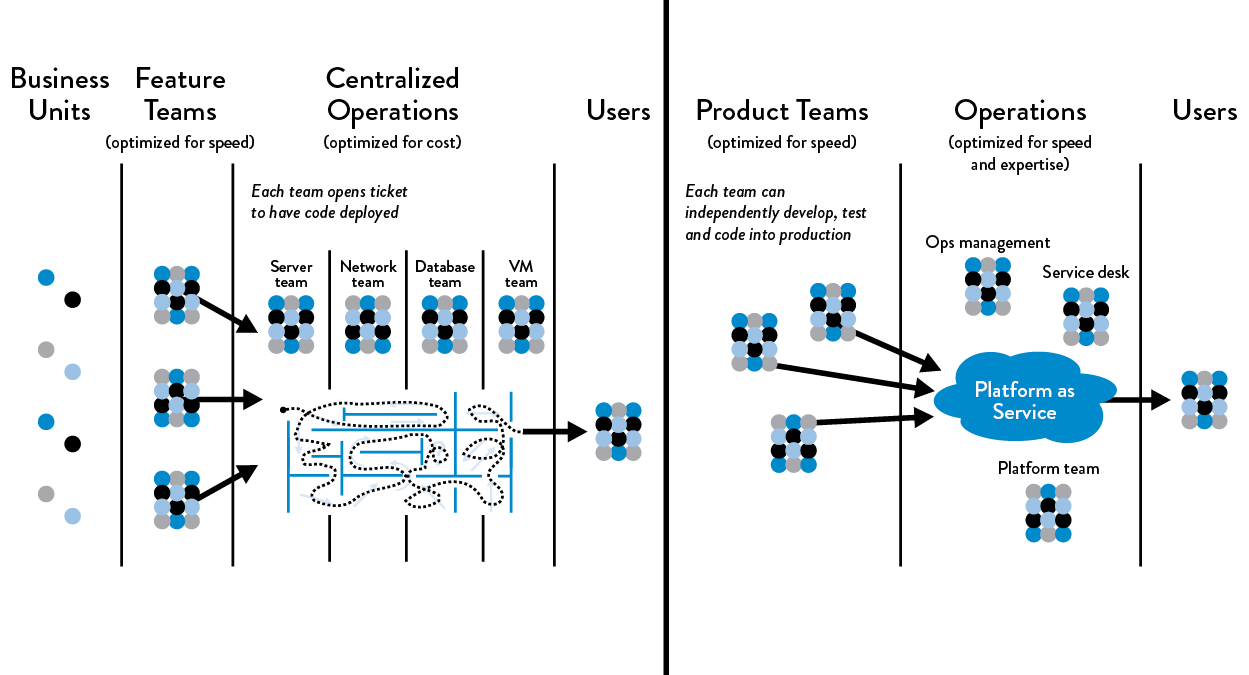 Business
Units
Feature
Teams
(optimized for speed)
Centralized
Operations
(optimized for cost)
Users
Each team opens ticket
to have code deployed
Server
team
Network
team
Database
team
VM
team
Product Teams
(optimized for speed)
Operations
(optimized for speed
and expertise)
Users
Each team can
independently develop, test
and code into production
Ops management
Service desk
Platform as
Service
Platform team